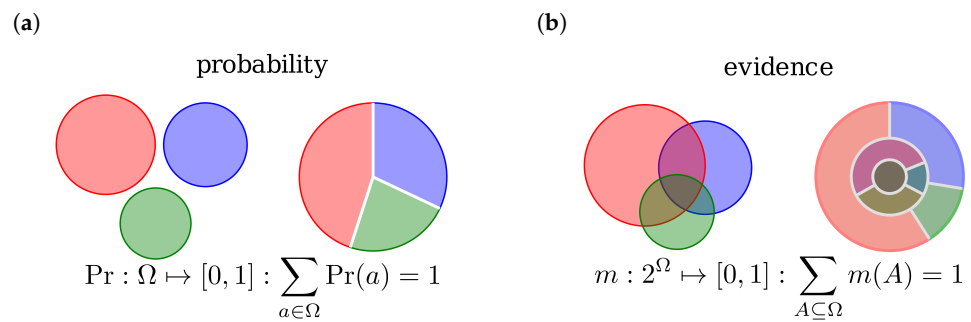 (a)
probability
Pr : Ω ↦ [0, 1] : ∑_{a∈Ω} Pr(a) = 1
(b)
evidence
m : 2^Ω ↦ [0, 1] : ∑_{A⊆Ω} m(A) = 1